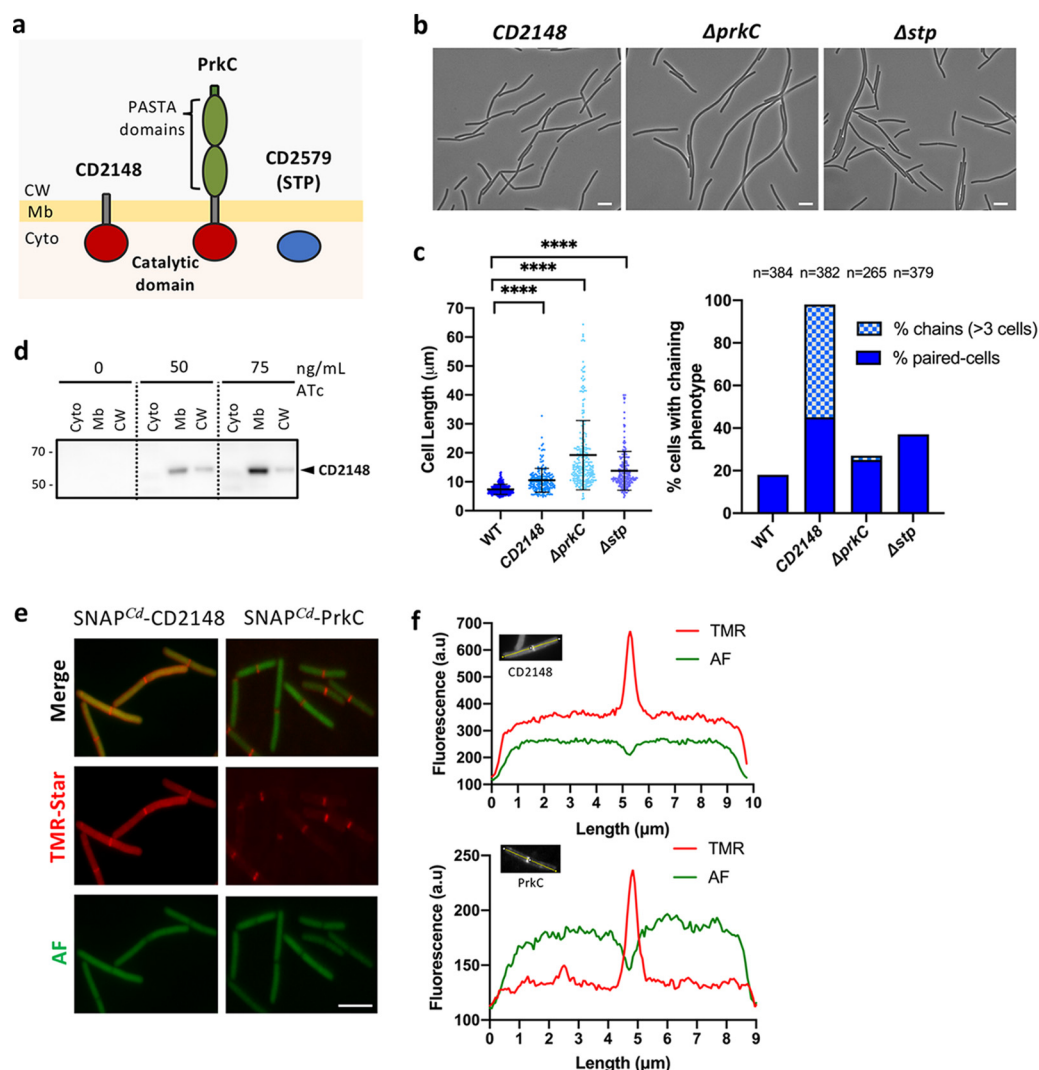 a
PrkC
PASTA
domains
CD2148
CD2579
(STP)
CW
Mb
Cyto
Catalytic
domain
b
CD2148
ΔprkC
Δstp
c
****
****
****
Cell Length (μm)
70
60
50
40
30
20
10
0
WT
CD2148
ΔprkC
Δstp
n=384 n=382 n=265 n=379
% cells with chaining
phenotype
100
80
60
40
20
0
% chains (>3 cells)
% paired-cells
WT
CD2148
ΔprkC
Δstp
d
0 50 75 ng/mL
ATc
Cyto Mb CW Cyto Mb CW Cyto Mb CW
70 -
50 -
CD2148
e
SNAPCd-CD2148 SNAPCd-PrkC
Merge
TMR-Star
AF
f
Fluorescence (a.u)
700
600
500
400
300
200
100
CD2148
TMR
AF
0 1 2 3 4 5 6 7 8 9 10
Length (μm)
Fluorescence (a.u)
250
200
150
100
PrkC
TMR
AF
0 1 2 3 4 5 6 7 8 9
Length (μm)